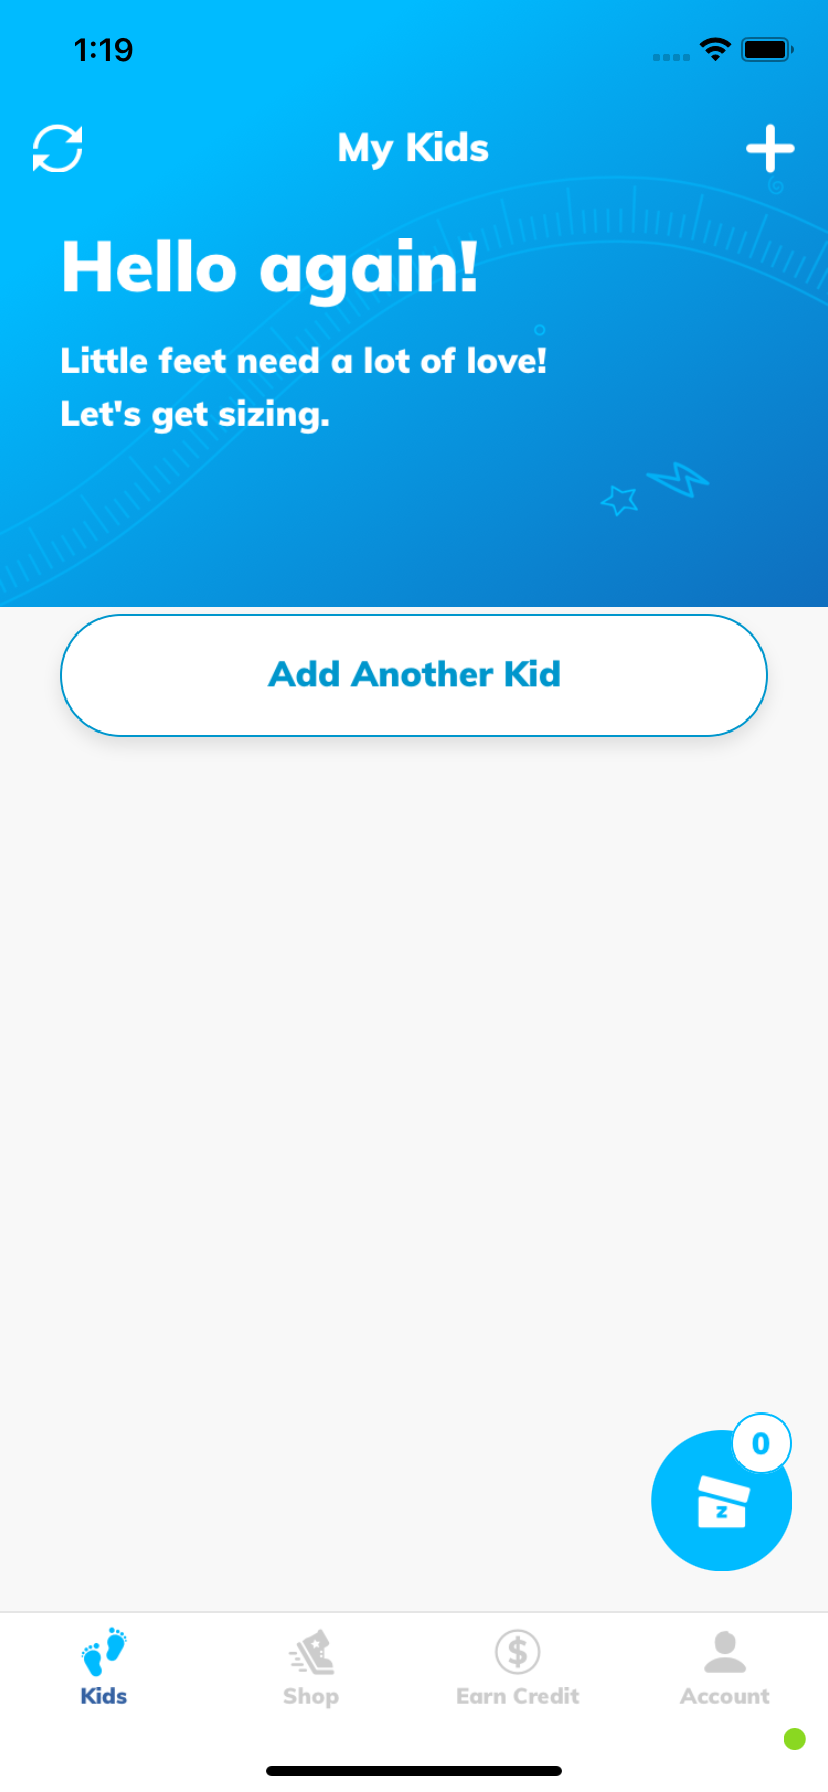 1:19
My Kids
Hello again!
Little feet need a lot of love!
Let's get sizing.
Add Another Kid
0
z
Kids
Shop
Earn Credit
Account